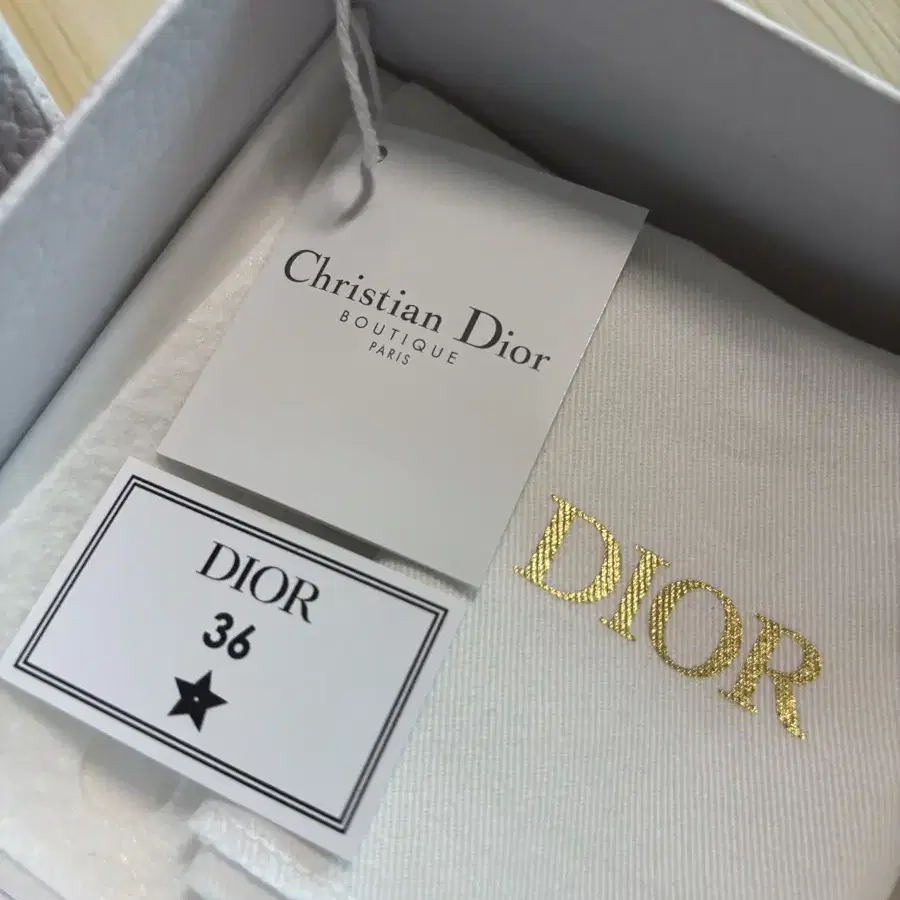 Christian Dior
BOUTIQUE
PARIS
DIOR
36
DIOR